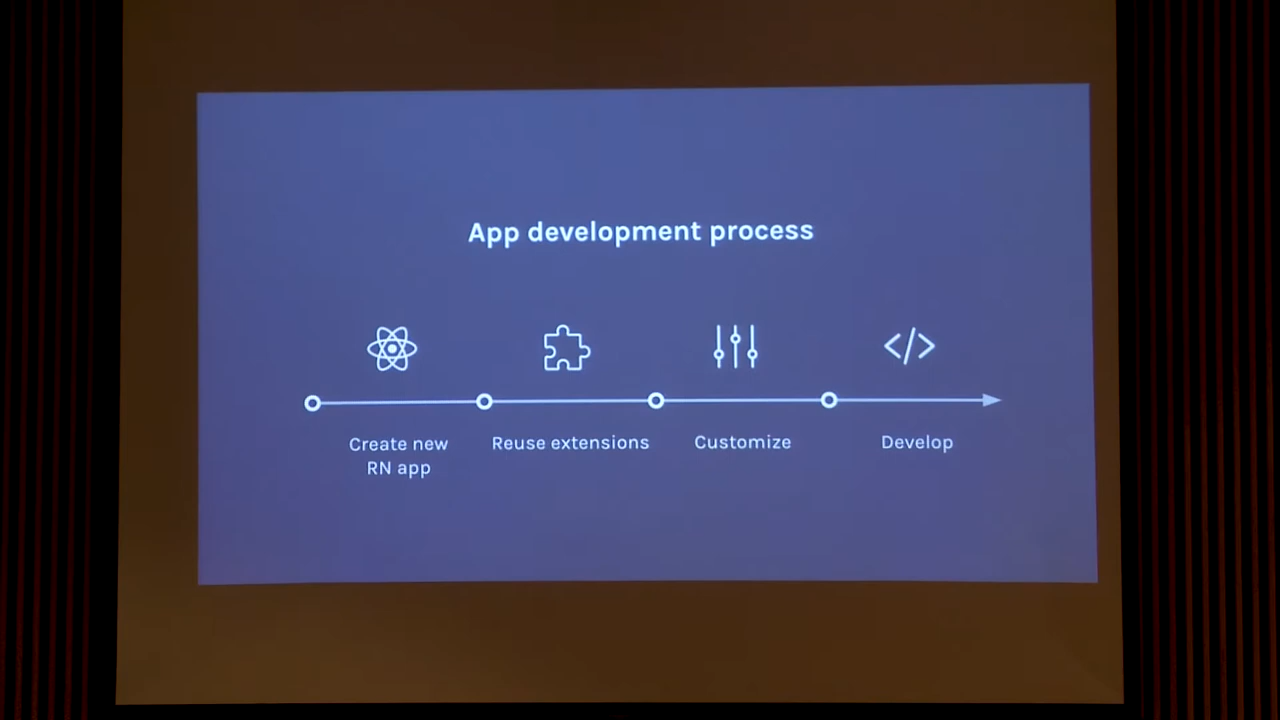 App development process
Create new
RN app
Reuse extensions
Customize
Develop